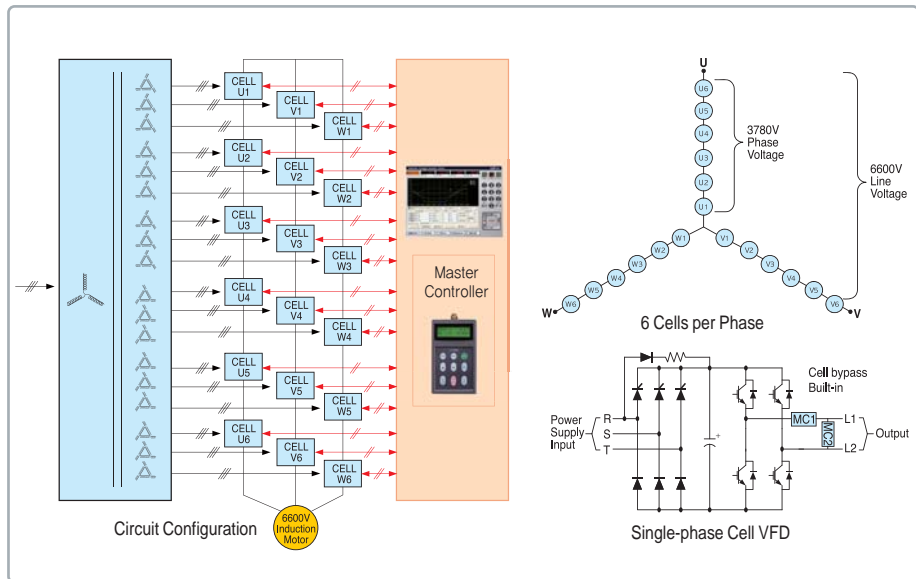 CELL
U1
CELL
V1
CELL
W1
CELL
U2
CELL
V2
CELL
W2
CELL
U3
CELL
V3
CELL
W3
CELL
U4
CELL
V4
CELL
W4
CELL
U5
CELL
V5
CELL
W5
CELL
U6
CELL
V6
CELL
W6
6600V
Induction
Motor
Circuit Configuration
Master
Controller
U
U6
U5
U4
U3
U2
U1
3780V
Phase
Voltage
6600V
Line
Voltage
W1
W2
W3
W4
W5
W6
W
V1
V2
V3
V4
V5
V6
V
6 Cells per Phase
Cell bypass
Built-in
Power
Supply
Input
R
S
T
+
MC1
MC2
L1
L2
Output
Single-phase Cell VFD